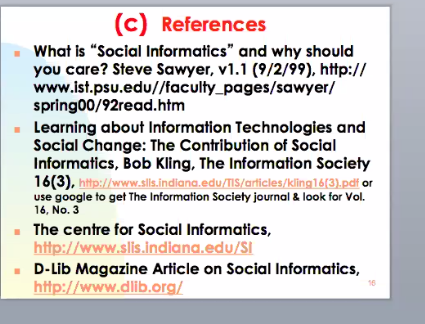 (c) References
What is “Social Informatics” and why should
you care? Steve Sawyer, v1.1 (9/2/99), http://
www.ist.psu.edu//faculty_pages/sawyer/
spring00/92read.htm
Learning about Information Technologies and
Social Change: The Contribution of Social
Informatics, Bob Kling, The Information Society
16(3), http://www.slis.indiana.edu/TIS/articles/kling16(3).pdf or
use google to get The Information Society journal & look for Vol.
16, No. 3
The centre for Social Informatics,
http://www.slis.indiana.edu/SI
D-Lib Magazine Article on Social Informatics,
http://www.dlib.org/
16